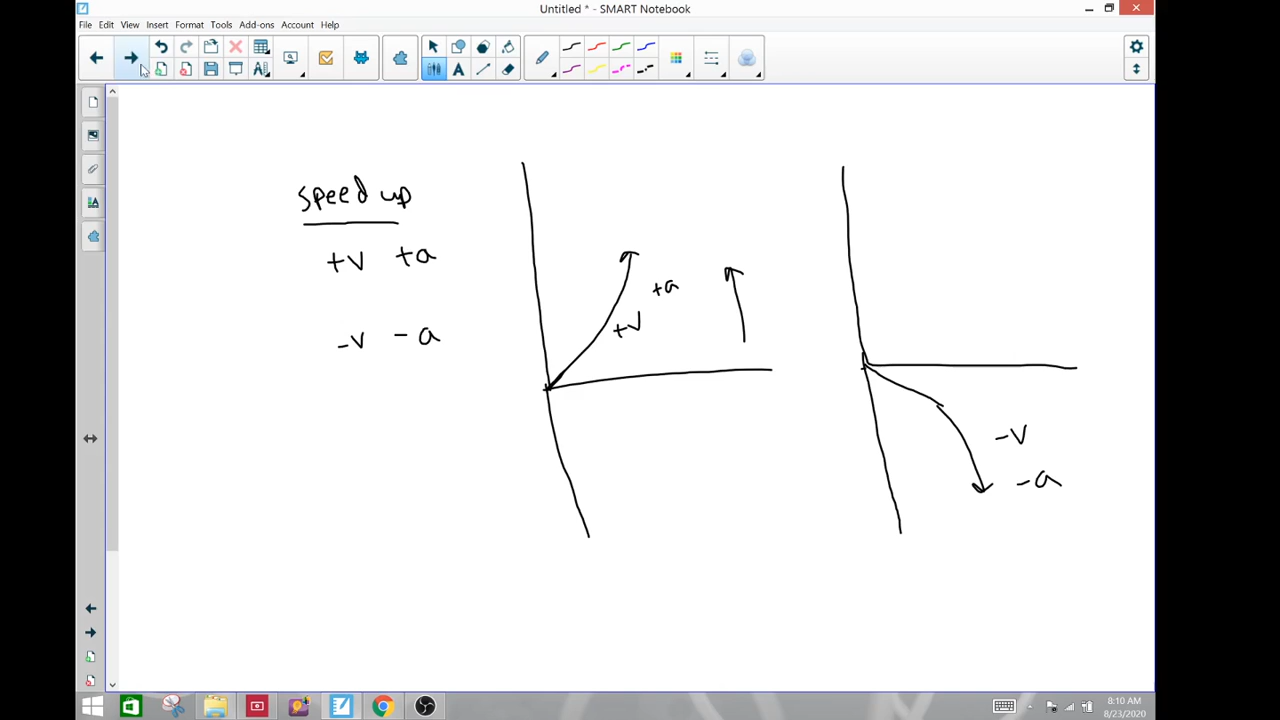 Untitled * - SMART Notebook
File Edit View Insert Format Tools Add-ons Account Help
speed up
+v +a
-v -a
+a
+v
-v
-a
8:10 AM
8/23/2020